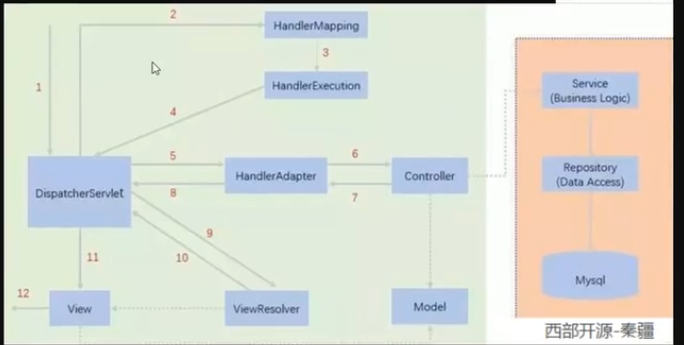 2
HandlerMapping
3
1
HandlerExecution
4
Service
(Business Logic)
5
6
DispatcherServlet
HandlerAdapter
Controller
8
7
Repository
(Data Access)
9
10
11
12
View
ViewResolver
Model
Mysql
西部开源-秦疆